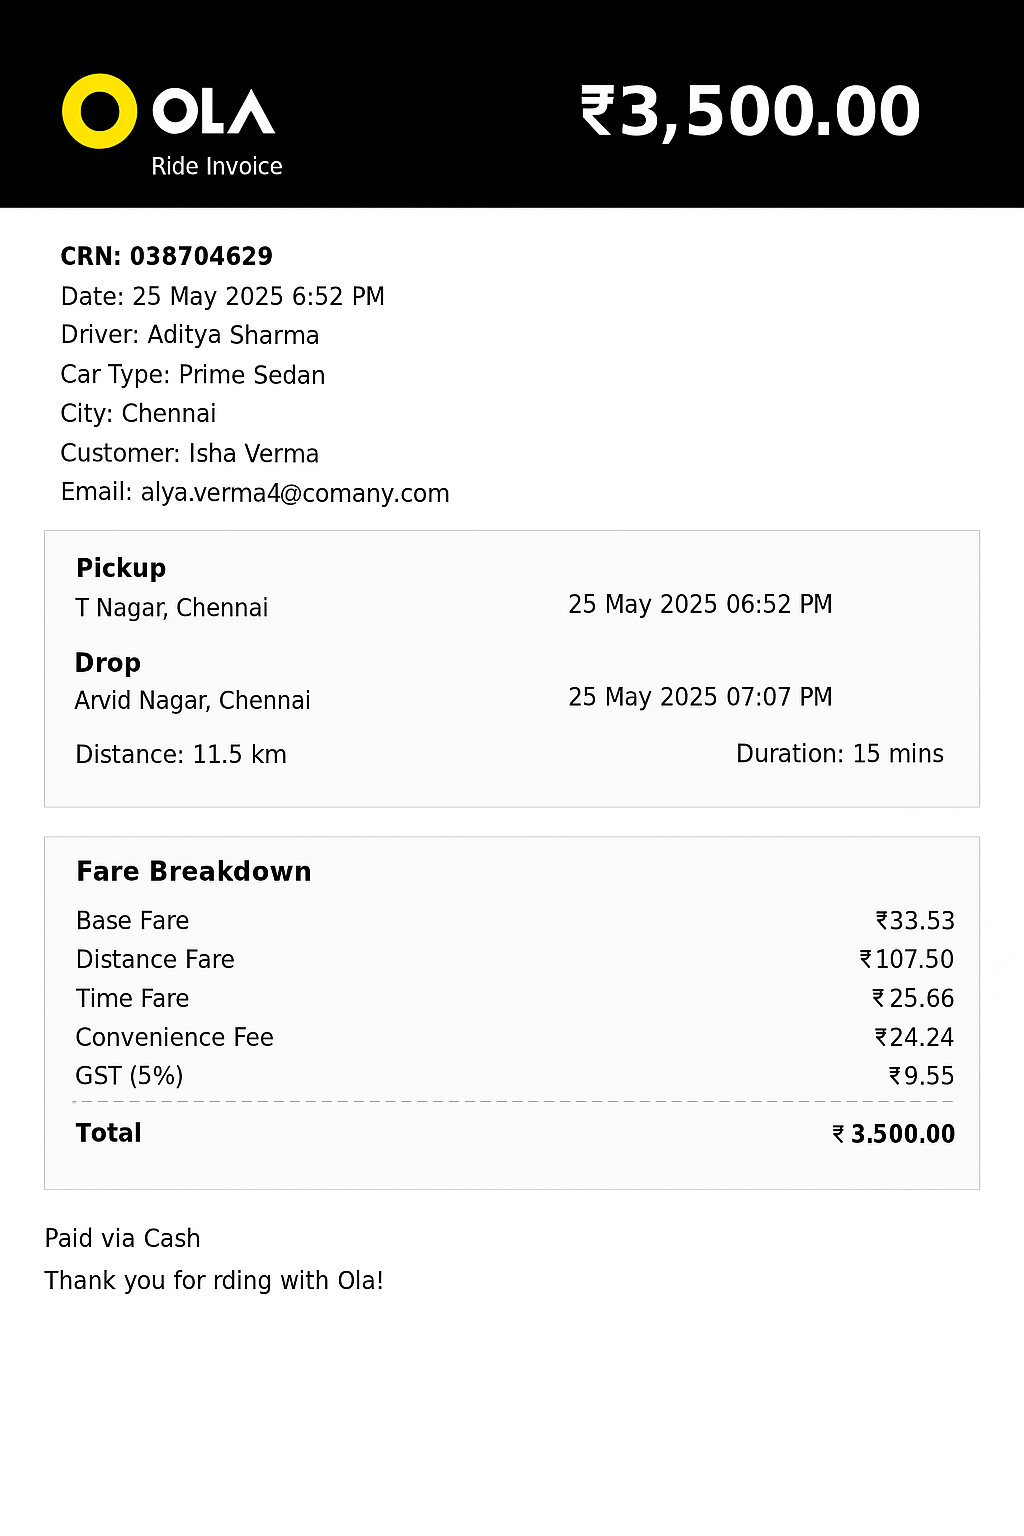 OLA
Ride Invoice
₹3,500.00
CRN: 038704629
Date: 25 May 2025 6:52 PM
Driver: Aditya Sharma
Car Type: Prime Sedan
City: Chennai
Customer: Isha Verma
Email: alya.verma4@comany.com
Pickup
T Nagar, Chennai 25 May 2025 06:52 PM
Drop
Arvid Nagar, Chennai 25 May 2025 07:07 PM
Distance: 11.5 km Duration: 15 mins
Fare Breakdown
Base Fare ₹33.53
Distance Fare ₹107.50
Time Fare ₹25.66
Convenience Fee ₹24.24
GST (5%) ₹9.55
Total ₹ 3.500.00
Paid via Cash
Thank you for rding with Ola!